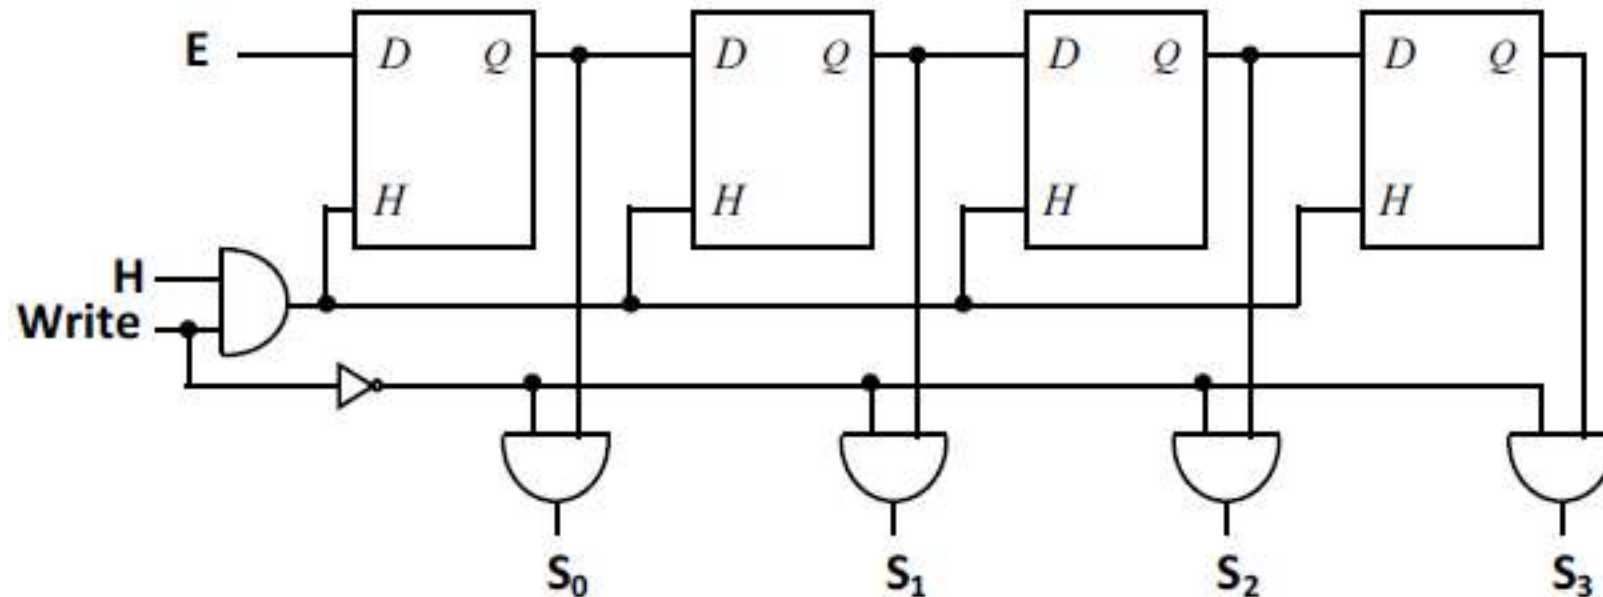 E D Q D Q D Q D Q
H H H H
H
Write
S₀ S₁ S₂ S₃